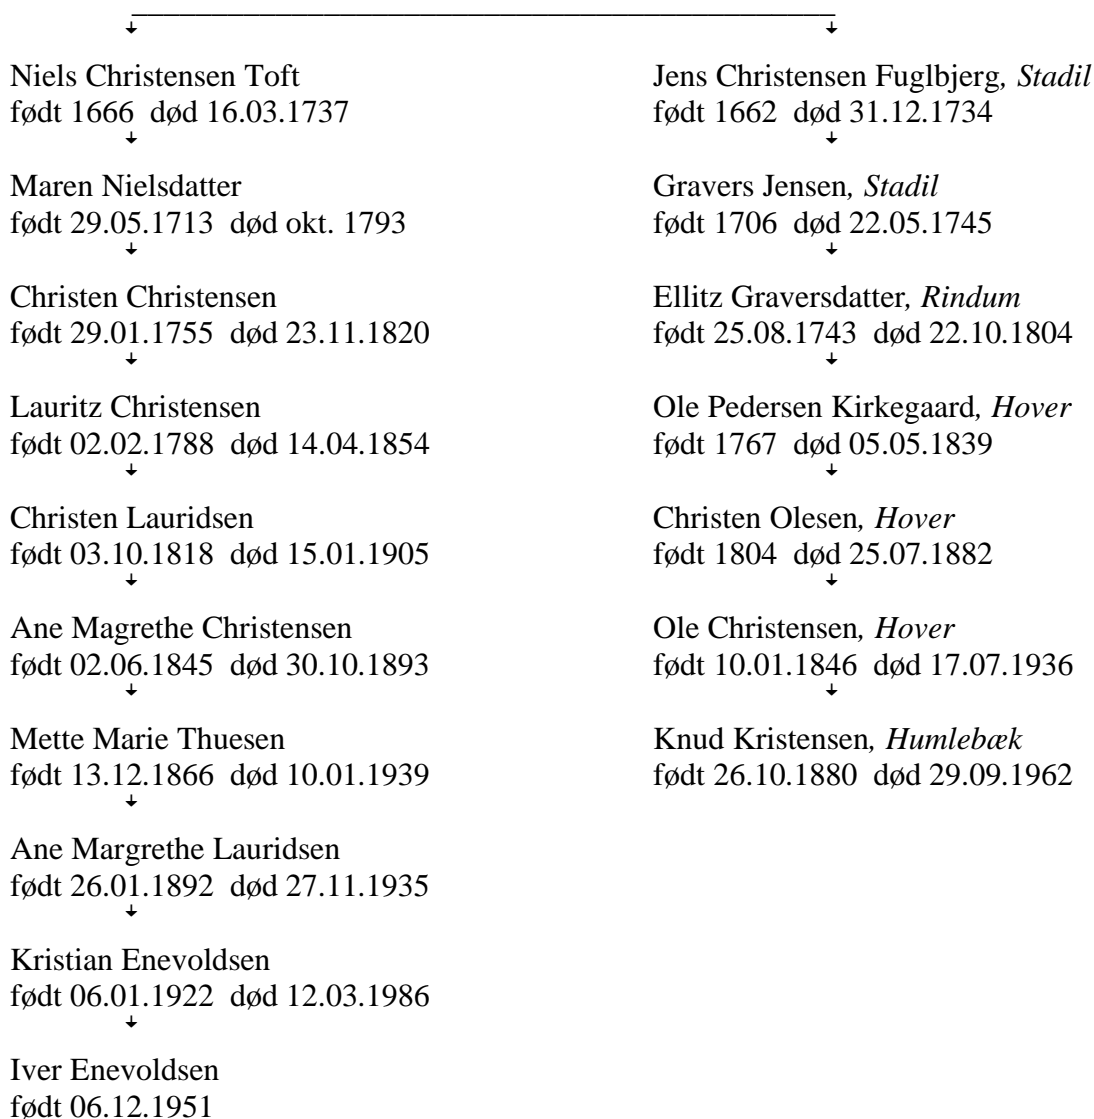 Niels Christensen Toft
født 1666  død 16.03.1737
Maren Nielsdatter
født 29.05.1713  død okt. 1793
Christen Christensen
født 29.01.1755  død 23.11.1820
Lauritz Christensen
født 02.02.1788  død 14.04.1854
Christen Lauridsen
født 03.10.1818  død 15.01.1905
Ane Magrethe Christensen
født 02.06.1845  død 30.10.1893
Mette Marie Thuesen
født 13.12.1866  død 10.01.1939
Ane Margrethe Lauridsen
født 26.01.1892  død 27.11.1935
Kristian Enevoldsen
født 06.01.1922  død 12.03.1986
Iver Enevoldsen
født 06.12.1951
Jens Christensen Fuglbjerg, Stadil
født 1662  død 31.12.1734
Gravers Jensen, Stadil
født 1706  død 22.05.1745
Ellitz Graversdatter, Rindum
født 25.08.1743  død 22.10.1804
Ole Pedersen Kirkegaard, Hover
født 1767  død 05.05.1839
Christen Olesen, Hover
født 1804  død 25.07.1882
Ole Christensen, Hover
født 10.01.1846  død 17.07.1936
Knud Kristensen, Humlebæk
født 26.10.1880  død 29.09.1962